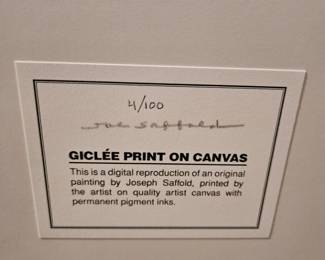 4/100
Joe Saffold
GICLÉE PRINT ON CANVAS
This is a digital reproduction of an original
painting by Joseph Saffold, printed by
the artist on quality artist canvas with
permanent pigment inks.